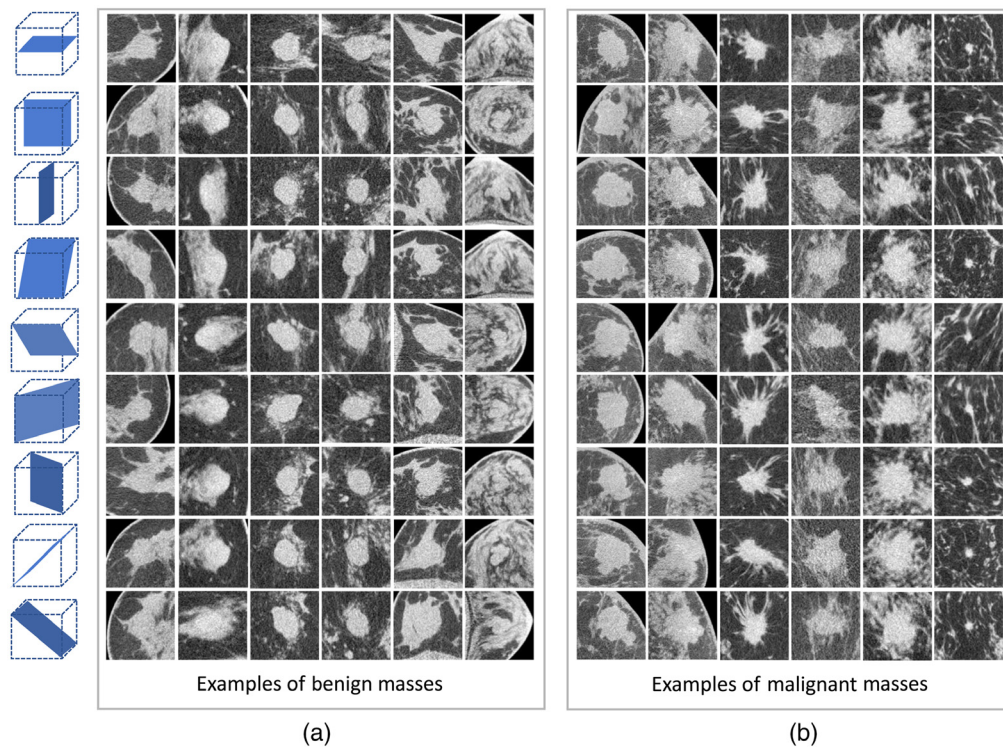 Examples of benign masses
Examples of malignant masses
(a)
(b)